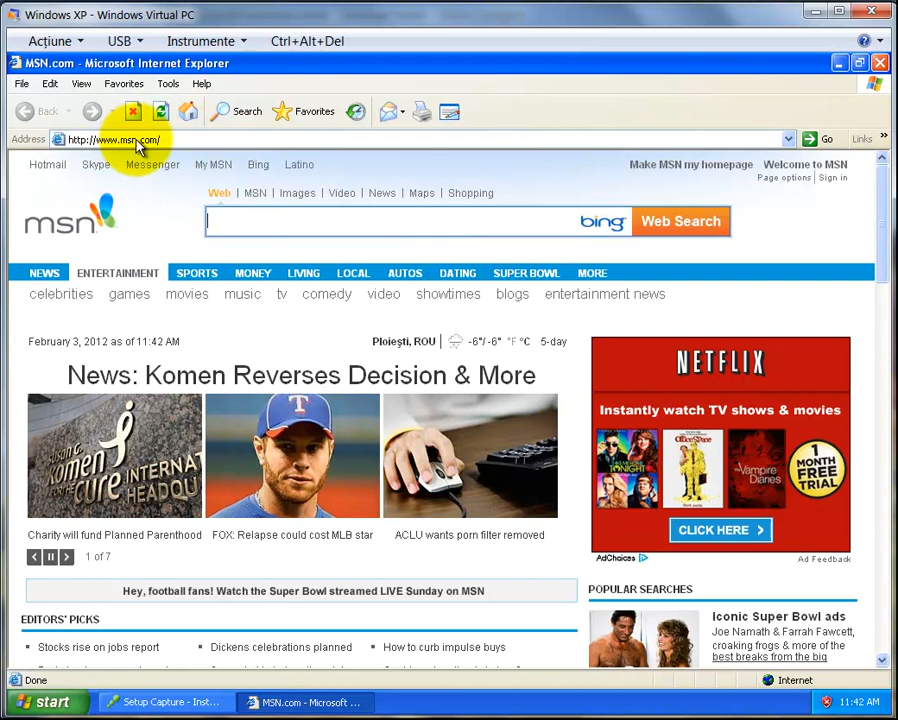 Windows XP - Windows Virtual PC
Acțiune USB Instrumente Ctrl+Alt+Del
MSN.com - Microsoft Internet Explorer
File Edit View Favorites Tools Help
Back Search Favorites
Address http://www.msn.com/ Go Links »
Hotmail Skype Messenger My MSN Bing Latino Make MSN my homepage Welcome to MSN
Page options | Sign in
Web | MSN | Images | Video | News | Maps | Shopping
msn
bing Web Search
NEWS ENTERTAINMENT SPORTS MONEY LIVING LOCAL AUTOS DATING SUPER BOWL MORE
celebrities games movies music tv comedy video showtimes blogs entertainment news
February 3, 2012 as of 11:42 AM Ploiești, ROU -6°/-6° °F °C 5-day
News: Komen Reverses Decision & More
Susan G.
Komen
FOR THE
cure
INTERNAT
HEADQU
T
Charity will fund Planned Parenthood FOX: Relapse could cost MLB star ACLU wants porn filter removed
1 of 7
NETFLIX
Instantly watch TV shows & movies
Office Space
Vampire
Diaries
1
MONTH
FREE
TRIAL
CLICK HERE >
AdChoices Ad Feedback
Hey, football fans! Watch the Super Bowl streamed LIVE Sunday on MSN
EDITORS' PICKS
Stocks rise on jobs report Dickens celebrations planned How to curb impulse buys
POPULAR SEARCHES
Iconic Super Bowl ads
Joe Namath & Farrah Fawcett,
croaking frogs & more of the
best breaks from the big
Done Internet
start Setup Capture - Inst... MSN.com - Microsoft ... 11:42 AM